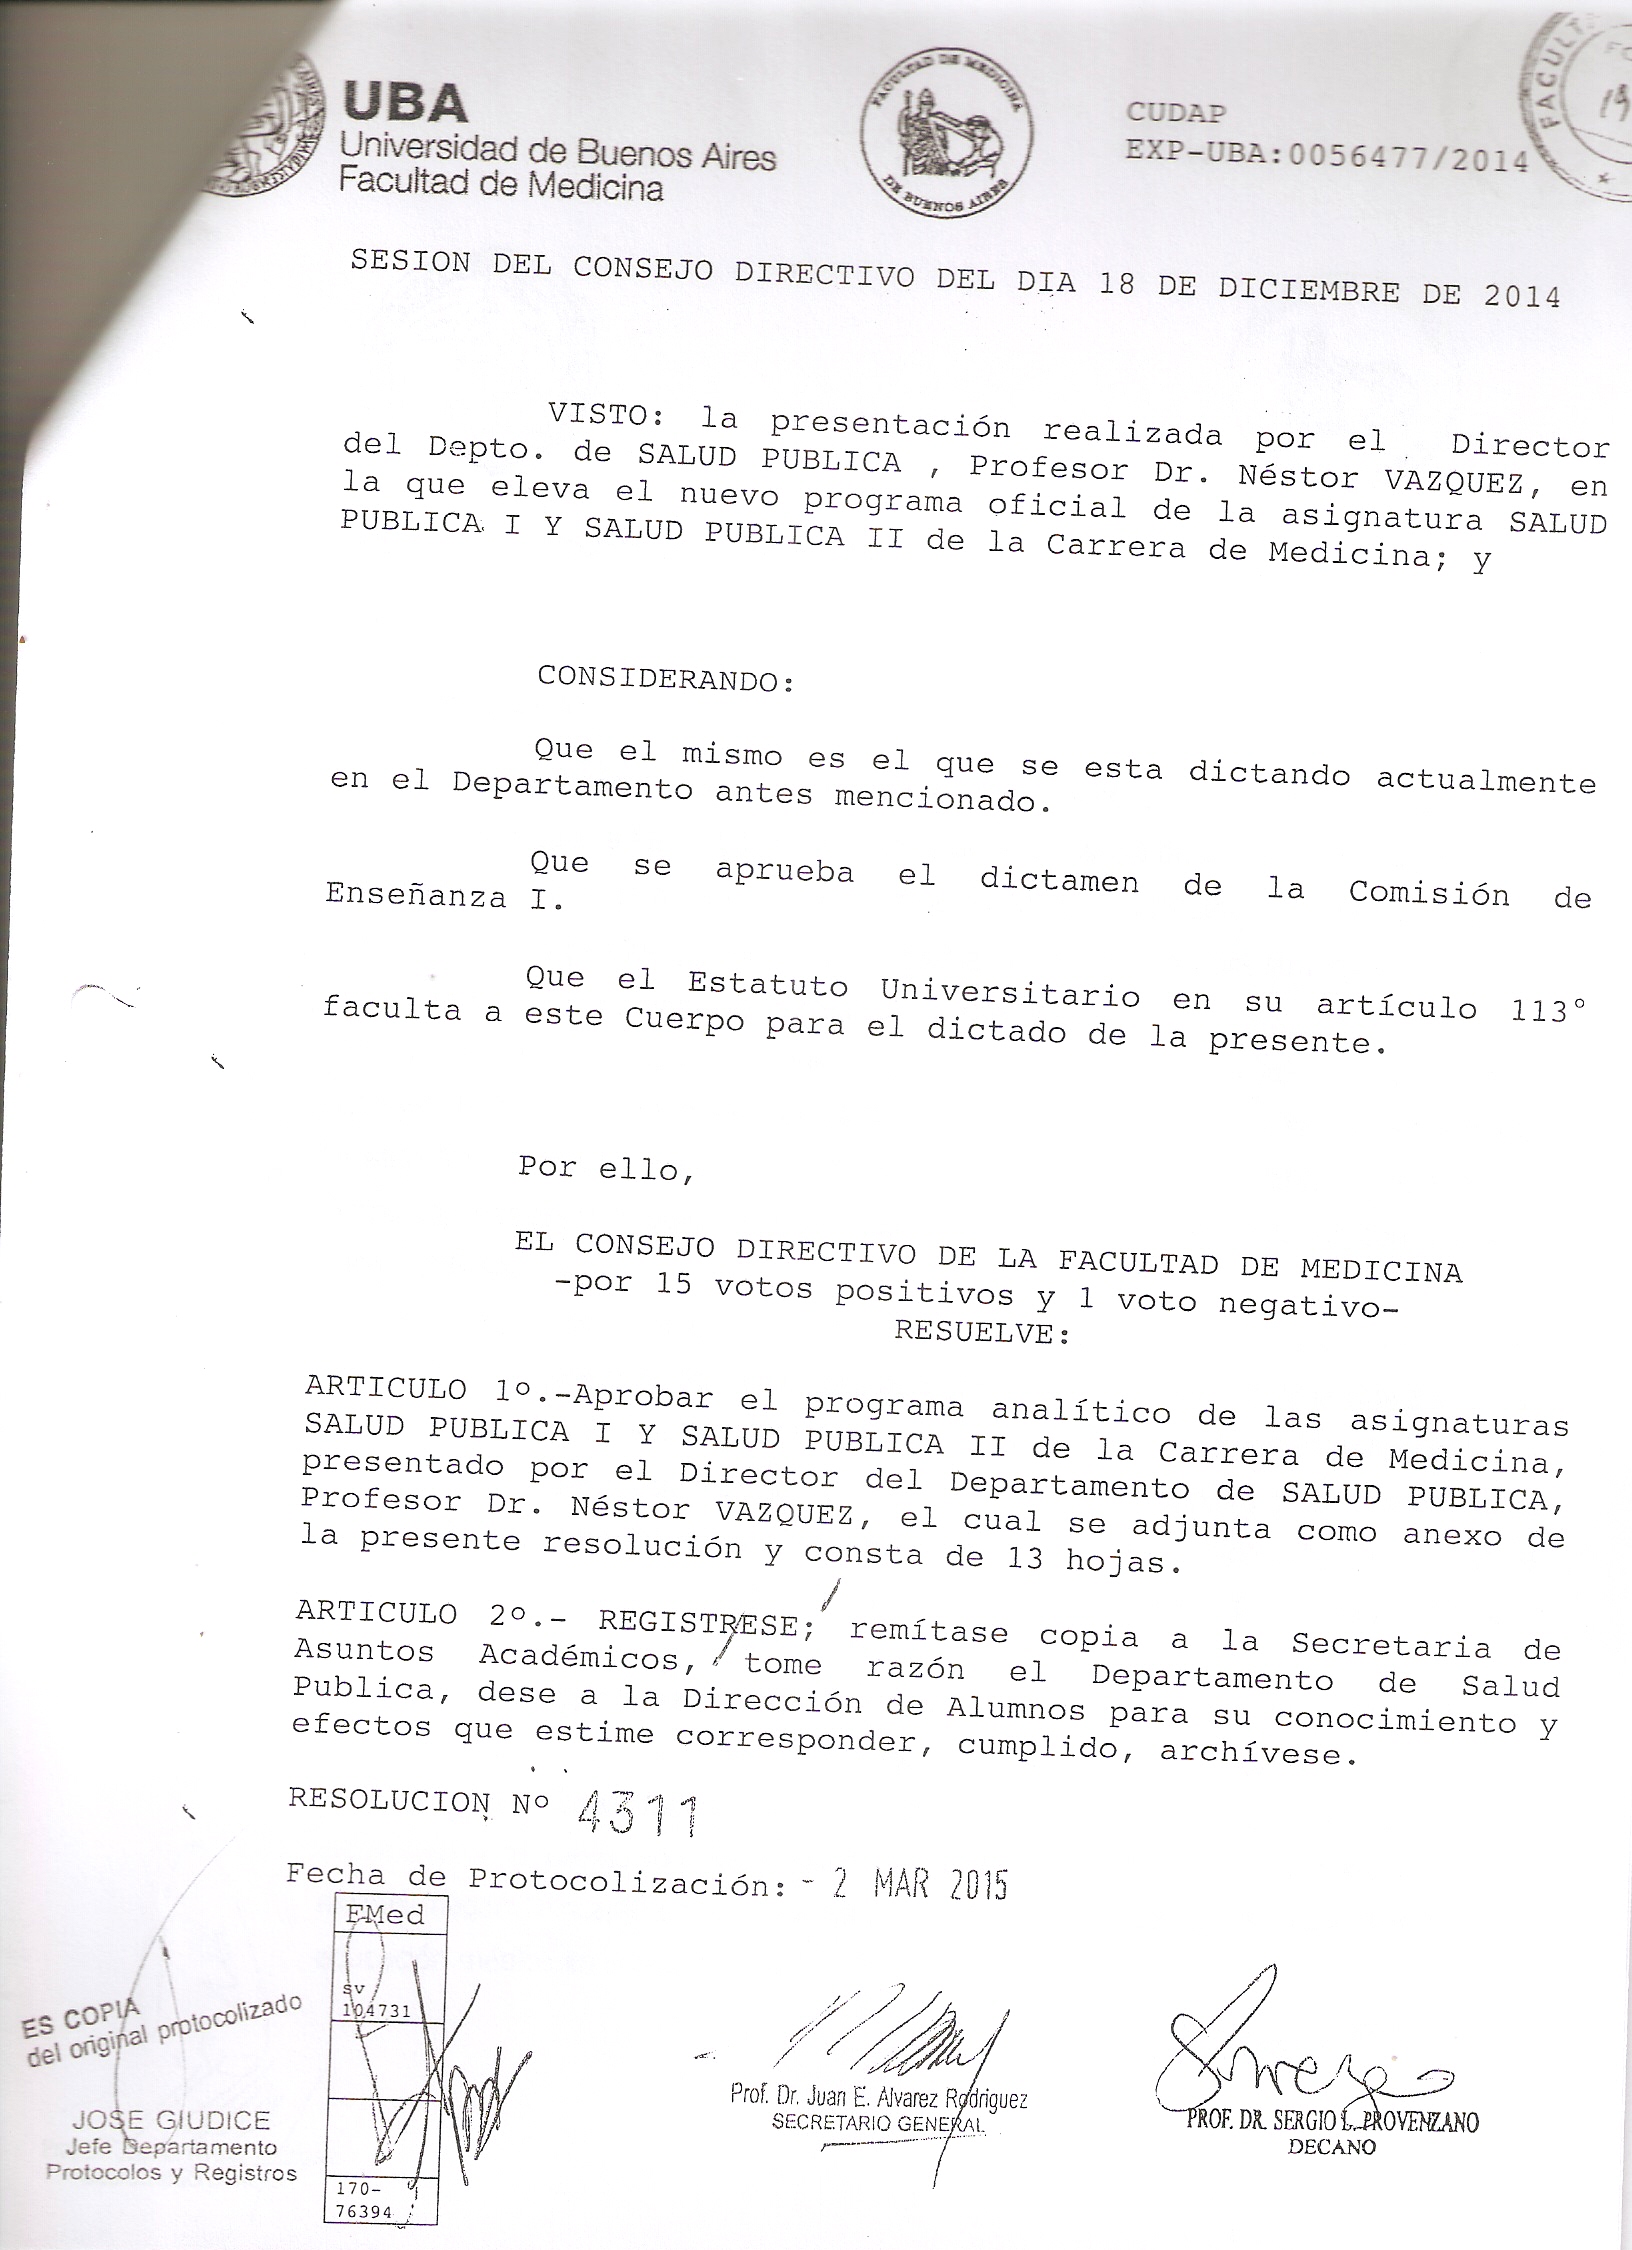 UBA
Universidad de Buenos Aires
Facultad de Medicina
FACULTAD DE MEDICINA
DE BUENOS AIRES
CUDAP
EXP-UBA:0056477/2014
FACULT
19
SESION DEL CONSEJO DIRECTIVO DEL DIA 18 DE DICIEMBRE DE 2014
VISTO: la presentación realizada por el Director
del Depto. de SALUD PUBLICA , Profesor Dr. Néstor VAZQUEZ, en
la que eleva el nuevo programa oficial de la asignatura SALUD
PUBLICA I Y SALUD PUBLICA II de la Carrera de Medicina; y
CONSIDERANDO:
Que el mismo es el que se esta dictando actualmente
en el Departamento antes mencionado.
Que se aprueba el dictamen de la Comisión de
Enseñanza I.
Que el Estatuto Universitario en su artículo 113°
faculta a este Cuerpo para el dictado de la presente.
Por ello,
EL CONSEJO DIRECTIVO DE LA FACULTAD DE MEDICINA
-por 15 votos positivos y 1 voto negativo-
RESUELVE:
ARTICULO 1º.-Aprobar el programa analítico de las asignaturas
SALUD PUBLICA I Y SALUD PUBLICA II de la Carrera de Medicina,
presentado por el Director del Departamento de SALUD PUBLICA,
Profesor Dr. Néstor VAZQUEZ, el cual se adjunta como anexo de
la presente resolución y consta de 13 hojas.
ARTICULO 2º.- REGISTRESE; remítase copia a la Secretaria de
Asuntos Académicos, tome razón el Departamento de Salud
Publica, dese a la Dirección de Alumnos para su conocimiento y
efectos que estime corresponder, cumplido, archívese.
RESOLUCION Nº 4311
Fecha de Protocolización: - 2 MAR 2015
FMed
sv
104731
170-
76394
ES COPIA
del original protocolizado
JOSE GIUDICE
Jefe Departamento
Protocolos y Registros
Prof. Dr. Juan E. Alvarez Rodriguez
SECRETARIO GENERAL
PROF. DR. SERGIO L. PROVENZANO
DECANO